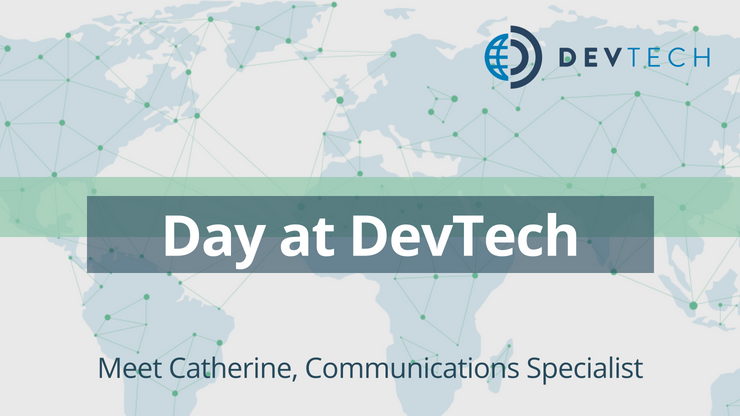 DEVTECH
Day at DevTech
Meet Catherine, Communications Specialist